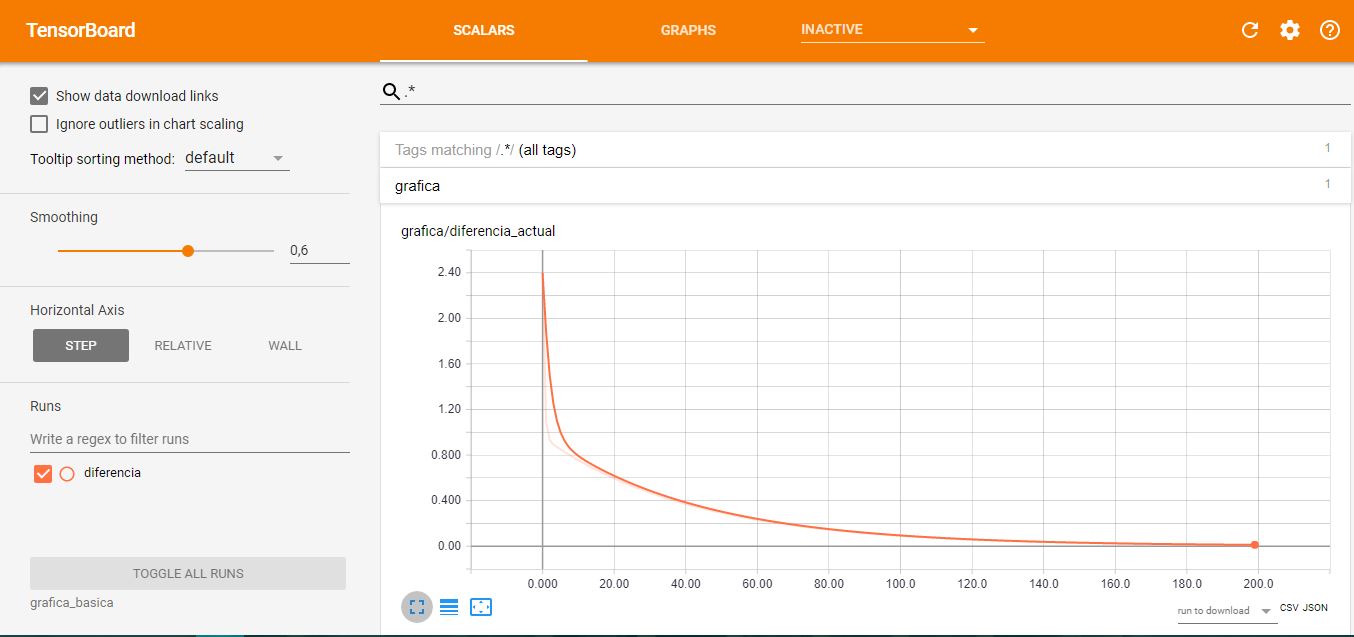 TensorBoard SCALARS GRAPHS INACTIVE
Show data download links
Ignore outliers in chart scaling
Tooltip sorting method: default
Smoothing
0,6
Horizontal Axis
STEP RELATIVE WALL
Runs
Write a regex to filter runs
diferencia
TOGGLE ALL RUNS
grafica_basica
.*
Tags matching /.*/ (all tags) 1
grafica 1
grafica/diferencia_actual
2.40
2.00
1.60
1.20
0.800
0.400
0.00
0.000 20.00 40.00 60.00 80.00 100.0 120.0 140.0 160.0 180.0 200.0
run to download CSV JSON